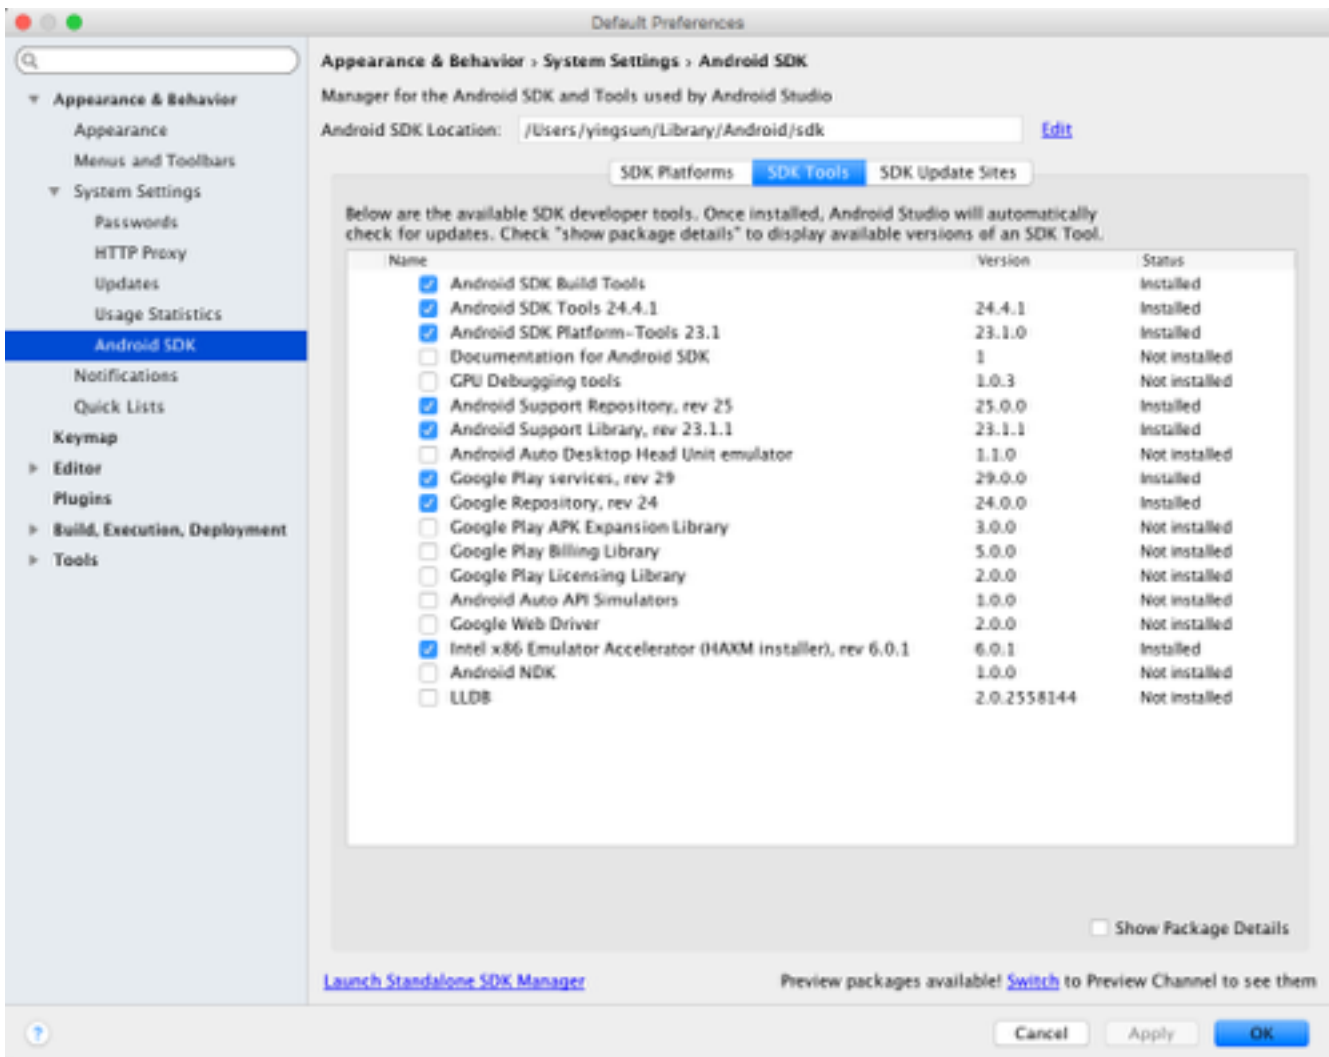 Default Preferences
Appearance & Behavior
Appearance
Menus and Toolbars
System Settings
Passwords
HTTP Proxy
Updates
Usage Statistics
Android SDK
Notifications
Quick Lists
Keymap
Editor
Plugins
Build, Execution, Deployment
Tools
Appearance & Behavior › System Settings › Android SDK
Manager for the Android SDK and Tools used by Android Studio
Android SDK Location: /Users/yingsun/Library/Android/sdk Edit
SDK Platforms SDK Tools SDK Update Sites
Below are the available SDK developer tools. Once installed, Android Studio will automatically
check for updates. Check "show package details" to display available versions of an SDK Tool.
Name Version Status
Android SDK Build Tools Installed
Android SDK Tools 24.4.1 24.4.1 Installed
Android SDK Platform-Tools 23.1 23.1.0 Installed
Documentation for Android SDK 1 Not installed
GPU Debugging tools 1.0.3 Not installed
Android Support Repository, rev 25 25.0.0 Installed
Android Support Library, rev 23.1.1 23.1.1 Installed
Android Auto Desktop Head Unit emulator 1.1.0 Not installed
Google Play services, rev 29 29.0.0 Installed
Google Repository, rev 24 24.0.0 Installed
Google Play APK Expansion Library 3.0.0 Not installed
Google Play Billing Library 5.0.0 Not installed
Google Play Licensing Library 2.0.0 Not installed
Android Auto API Simulators 1.0.0 Not installed
Google Web Driver 2.0.0 Not installed
Intel x86 Emulator Accelerator (HAXM installer), rev 6.0.1 6.0.1 Installed
Android NDK 1.0.0 Not installed
LLDB 2.0.2558144 Not installed
Show Package Details
Launch Standalone SDK Manager Preview packages available! Switch to Preview Channel to see them
? Cancel Apply OK